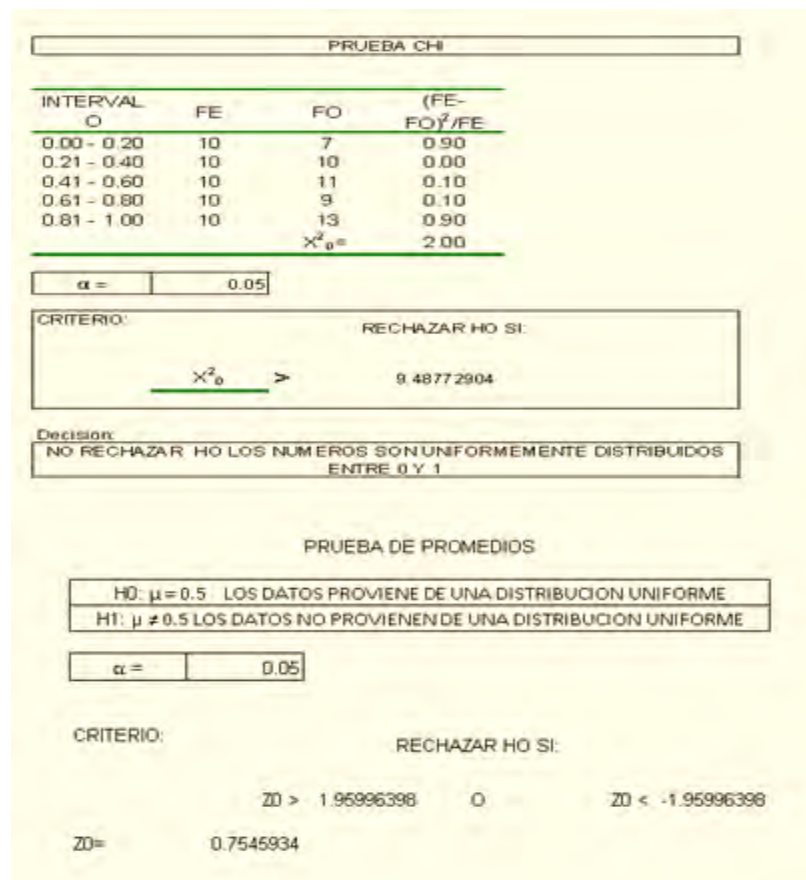 PRUEBA CHI
INTERVAL
O FE FO (FE-
FO)²/FE
0.00 - 0.20 10 7 0.90
0.21 - 0.40 10 10 0.00
0.41 - 0.60 10 11 0.10
0.61 - 0.80 10 9 0.10
0.81 - 1.00 10 13 0.90
X²₀= 2.00
α = 0.05
CRITERIO: RECHAZAR HO SI:
X²₀ > 9.48772904
Decision:
NO RECHAZAR HO LOS NUMEROS SON UNIFORMEMENTE DISTRIBUIDOS
ENTRE 0 Y 1
PRUEBA DE PROMEDIOS
H0: μ = 0.5 LOS DATOS PROVIENE DE UNA DISTRIBUCION UNIFORME
H1: μ ≠ 0.5 LOS DATOS NO PROVIENEN DE UNA DISTRIBUCION UNIFORME
α = 0.05
CRITERIO: RECHAZAR HO SI:
Z0 > 1.95996398 O Z0 < -1.95996398
Z0= 0.7545934